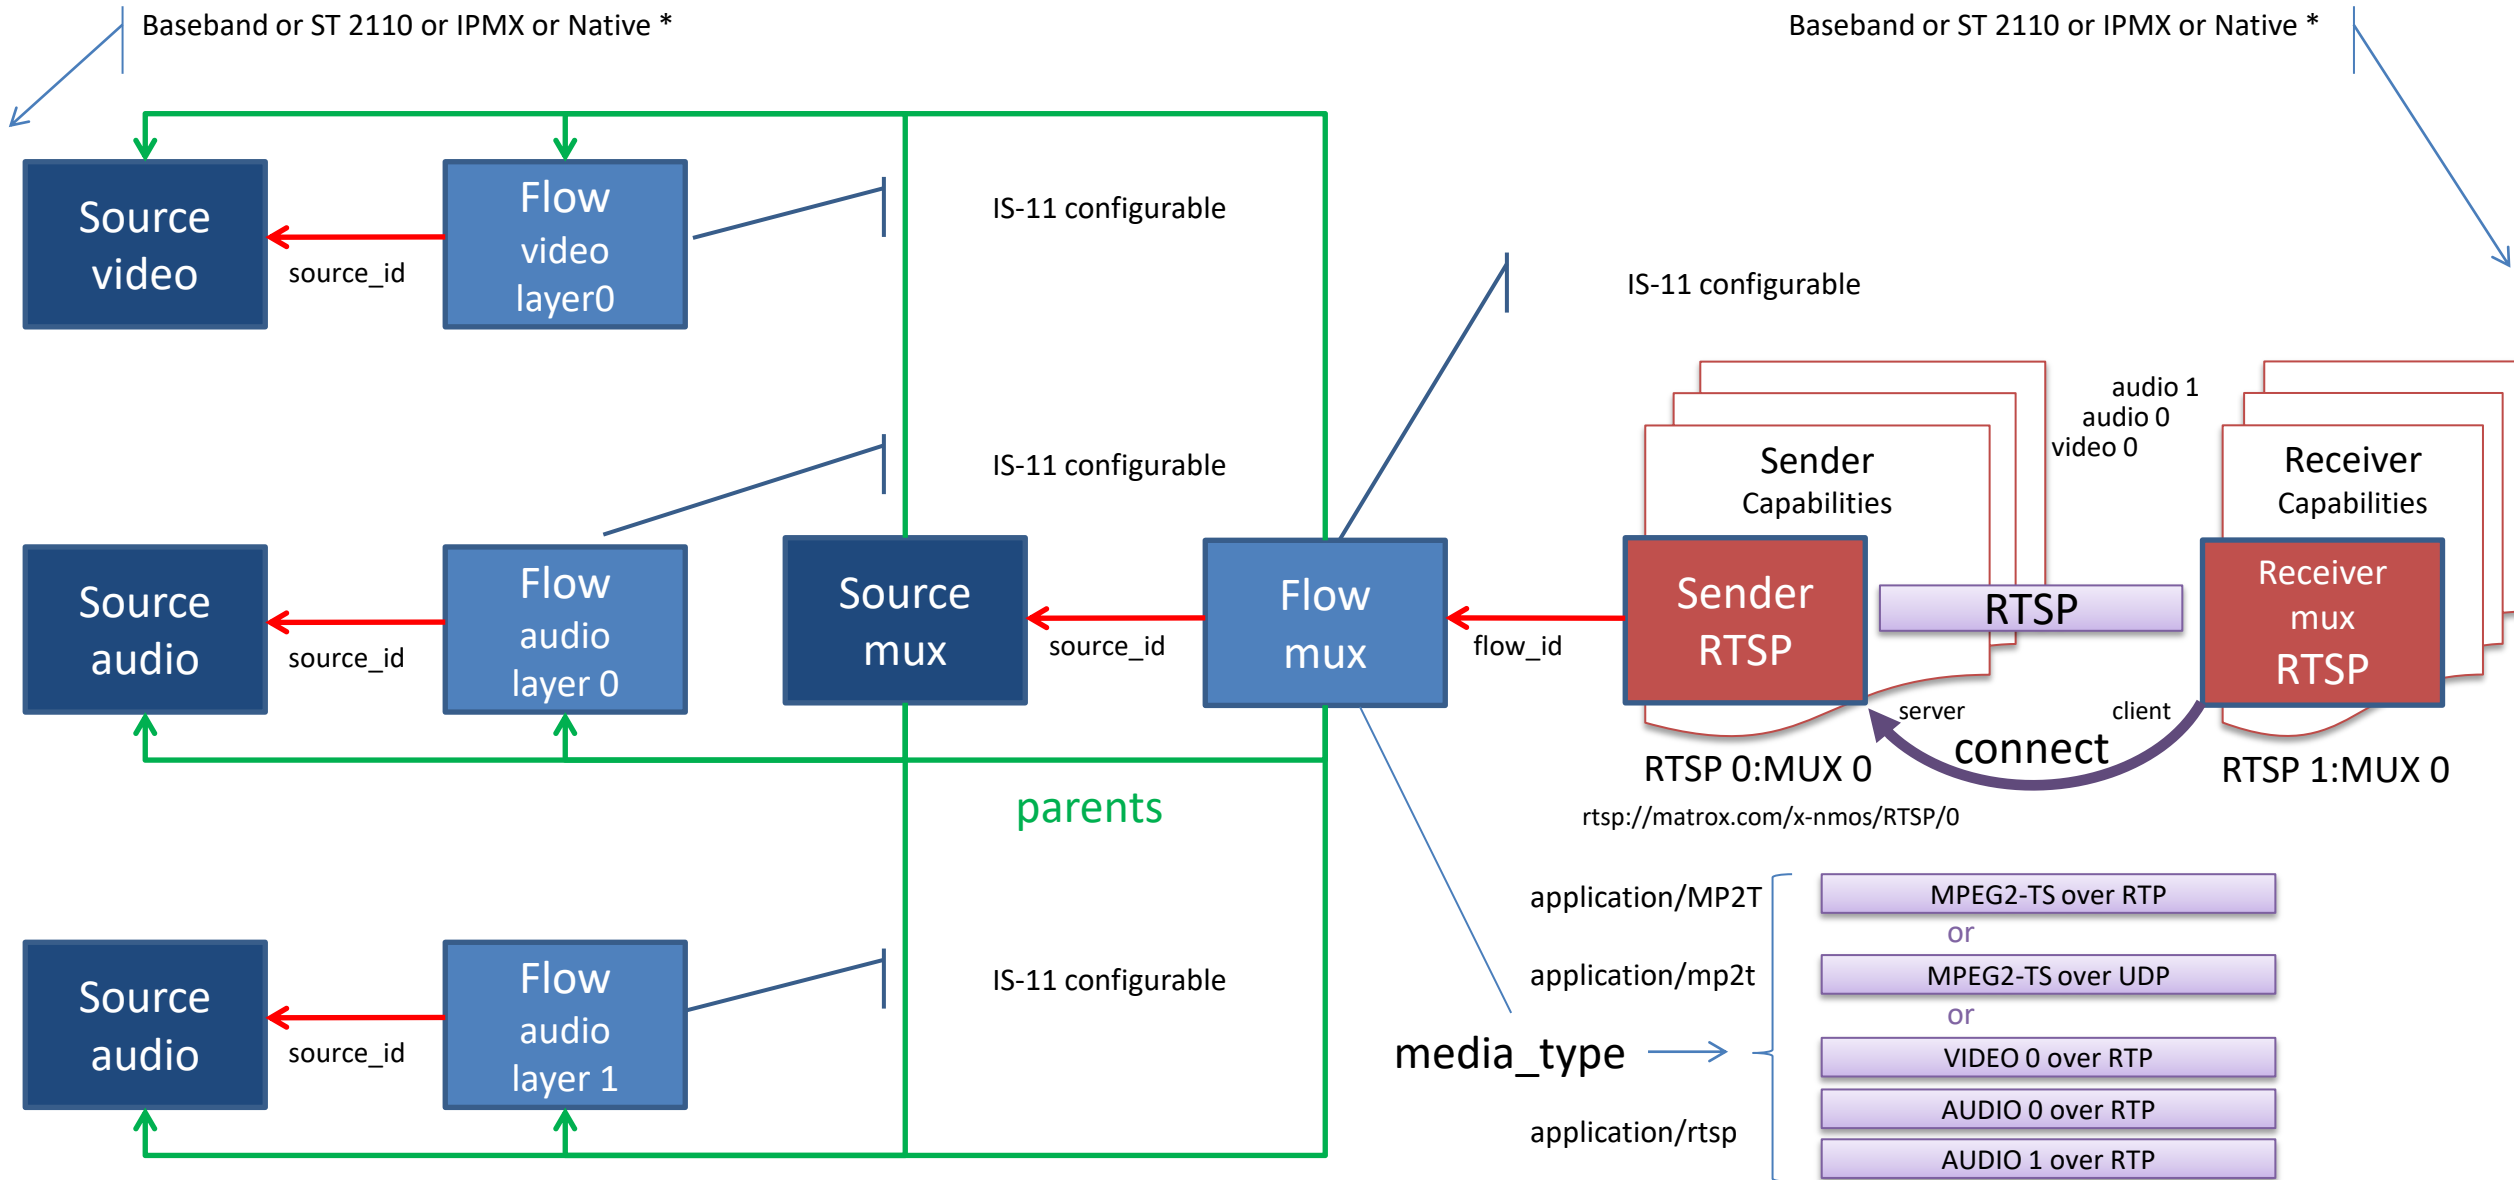 Baseband or ST 2110 or IPMX or Native *
Baseband or ST 2110 or IPMX or Native *
Source
video
source_id
Flow
video
layer0
IS-11 configurable
IS-11 configurable
Source
audio
source_id
Flow
audio
layer 0
IS-11 configurable
Source
mux
source_id
Flow
mux
flow_id
audio 1
audio 0
video 0
Sender
Capabilities
Sender
RTSP
RTSP
Receiver
Capabilities
Receiver
mux
RTSP
server
client
connect
RTSP 0:MUX 0
RTSP 1:MUX 0
rtsp://matrox.com/x-nmos/RTSP/0
parents
Source
audio
source_id
Flow
audio
layer 1
IS-11 configurable
media_type
application/MP2T
MPEG2-TS over RTP
or
application/mp2t
MPEG2-TS over UDP
or
VIDEO 0 over RTP
application/rtsp
AUDIO 0 over RTP
AUDIO 1 over RTP